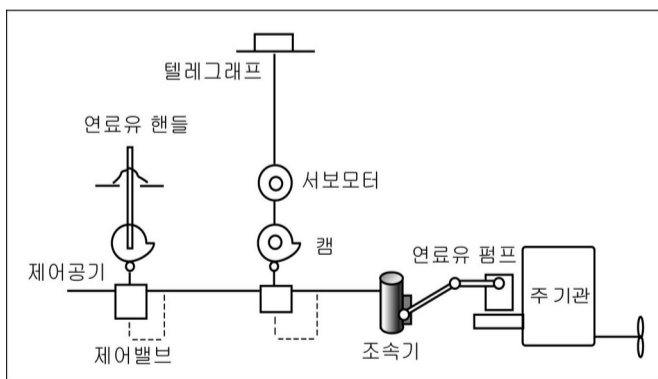 텔레그래프
연료유 핸들
서보모터
캠
연료유 펌프
제어공기
주기관
제어밸브
조속기